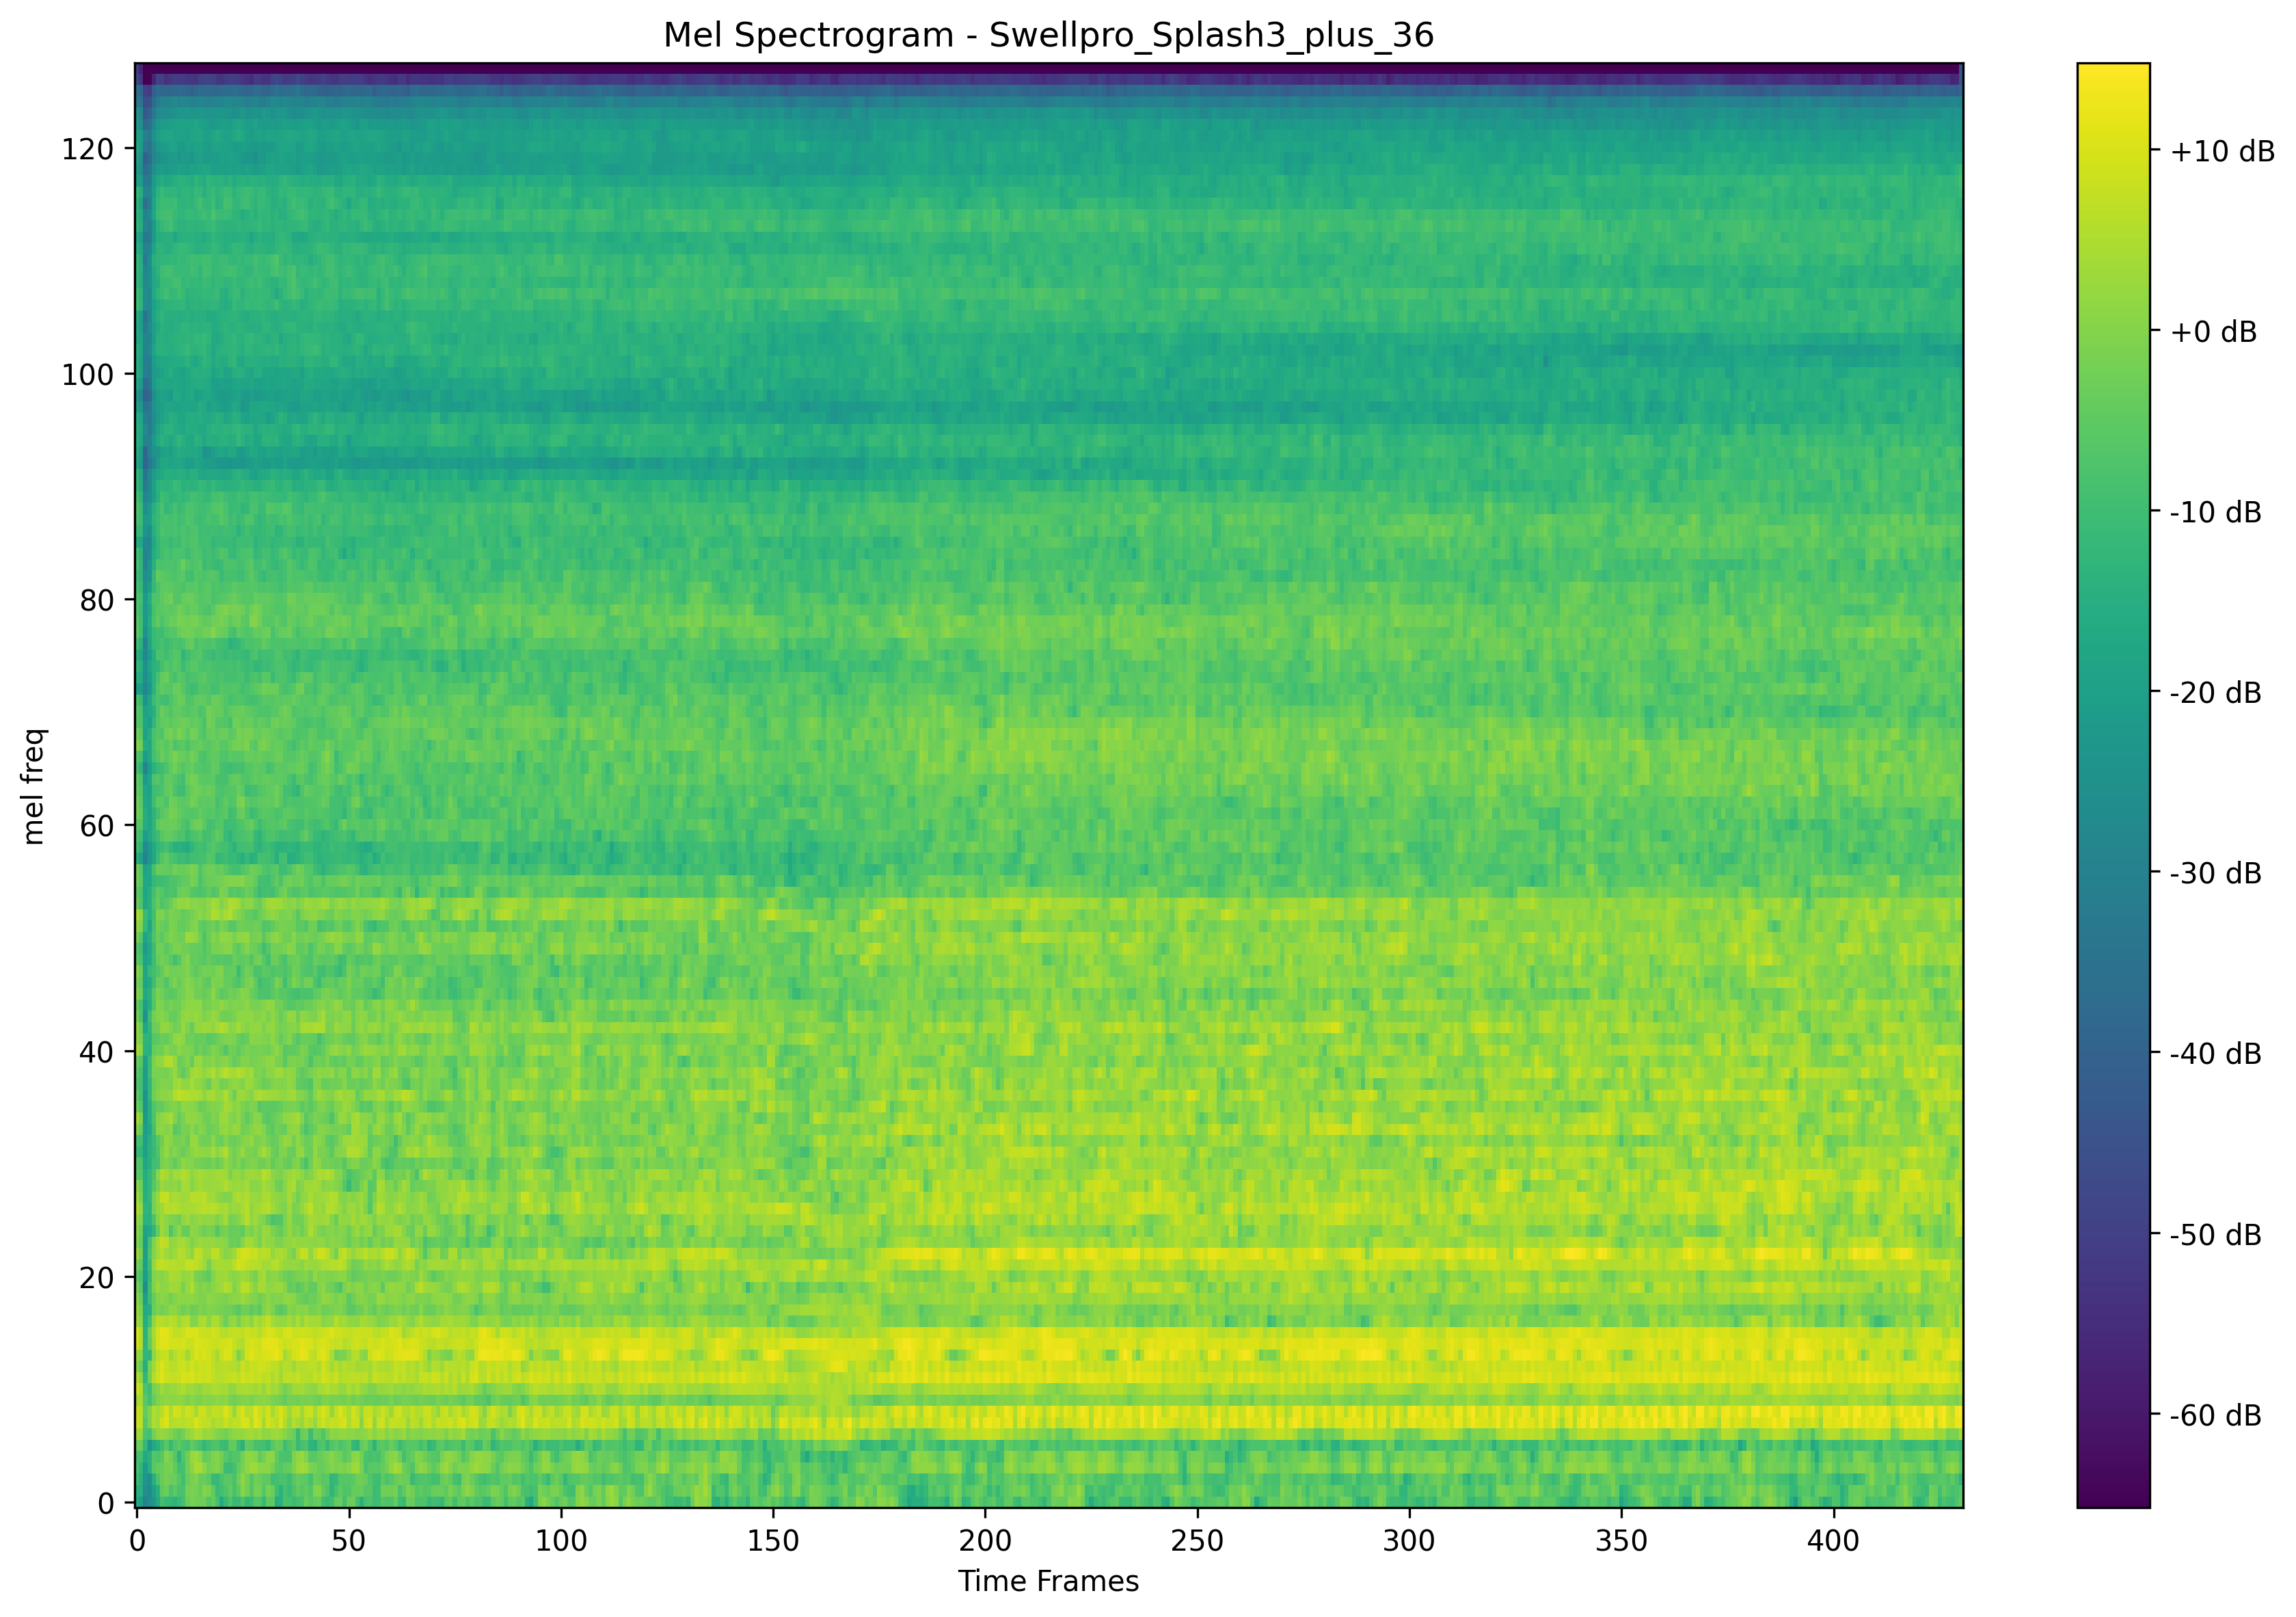 Mel Spectrogram - Swellpro_Splash3_plus_36
mel freq
120
100
80
60
40
20
0
0 50 100 150 200 250 300 350 400
Time Frames
+10 dB
+0 dB
-10 dB
-20 dB
-30 dB
-40 dB
-50 dB
-60 dB